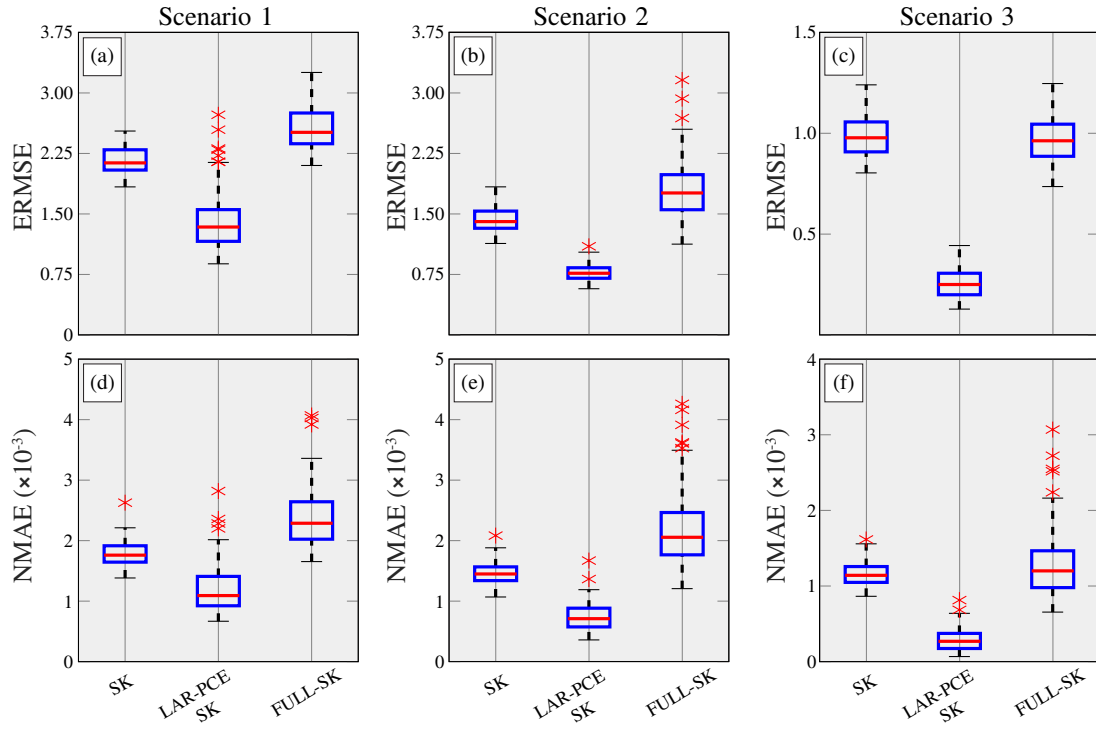 Scenario 1
Scenario 2
Scenario 3
(a)
3.75
3.00
2.25
1.50
0.75
0
ERMSE
(b)
3.75
3.00
2.25
1.50
0.75
ERMSE
(c)
1.5
1.0
0.5
ERMSE
(d)
5
4
3
2
1
0
NMAE (×10⁻³)
SK
LAR-PCE
SK
FULL-SK
(e)
5
4
3
2
1
0
NMAE (×10⁻³)
SK
LAR-PCE
SK
FULL-SK
(f)
4
3
2
1
0
NMAE (×10⁻³)
SK
LAR-PCE
SK
FULL-SK